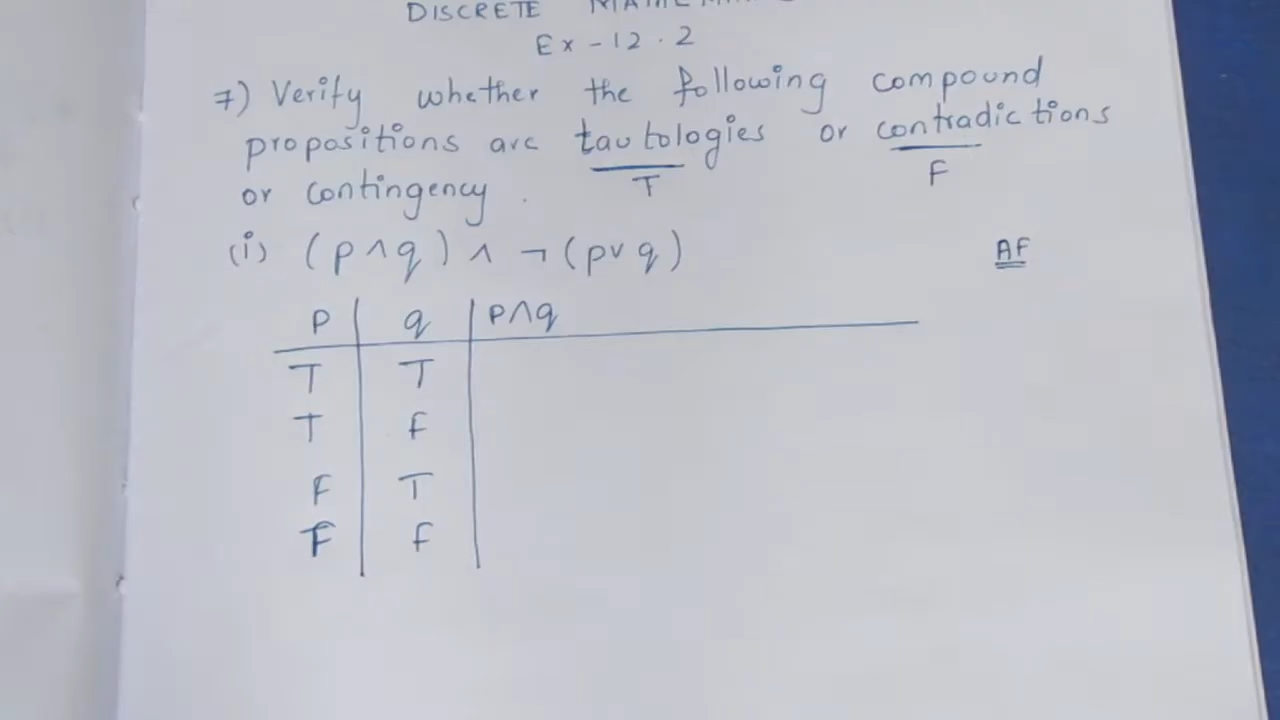 DISCRETE
Ex - 12.2
7) Verify whether the following compound
propositions are tautologies or contradictions
T F
or contingency.
(i) (p ∧ q) ∧ ¬ (p ∨ q)
AF
P q P∧q
T T
T F
F T
F F